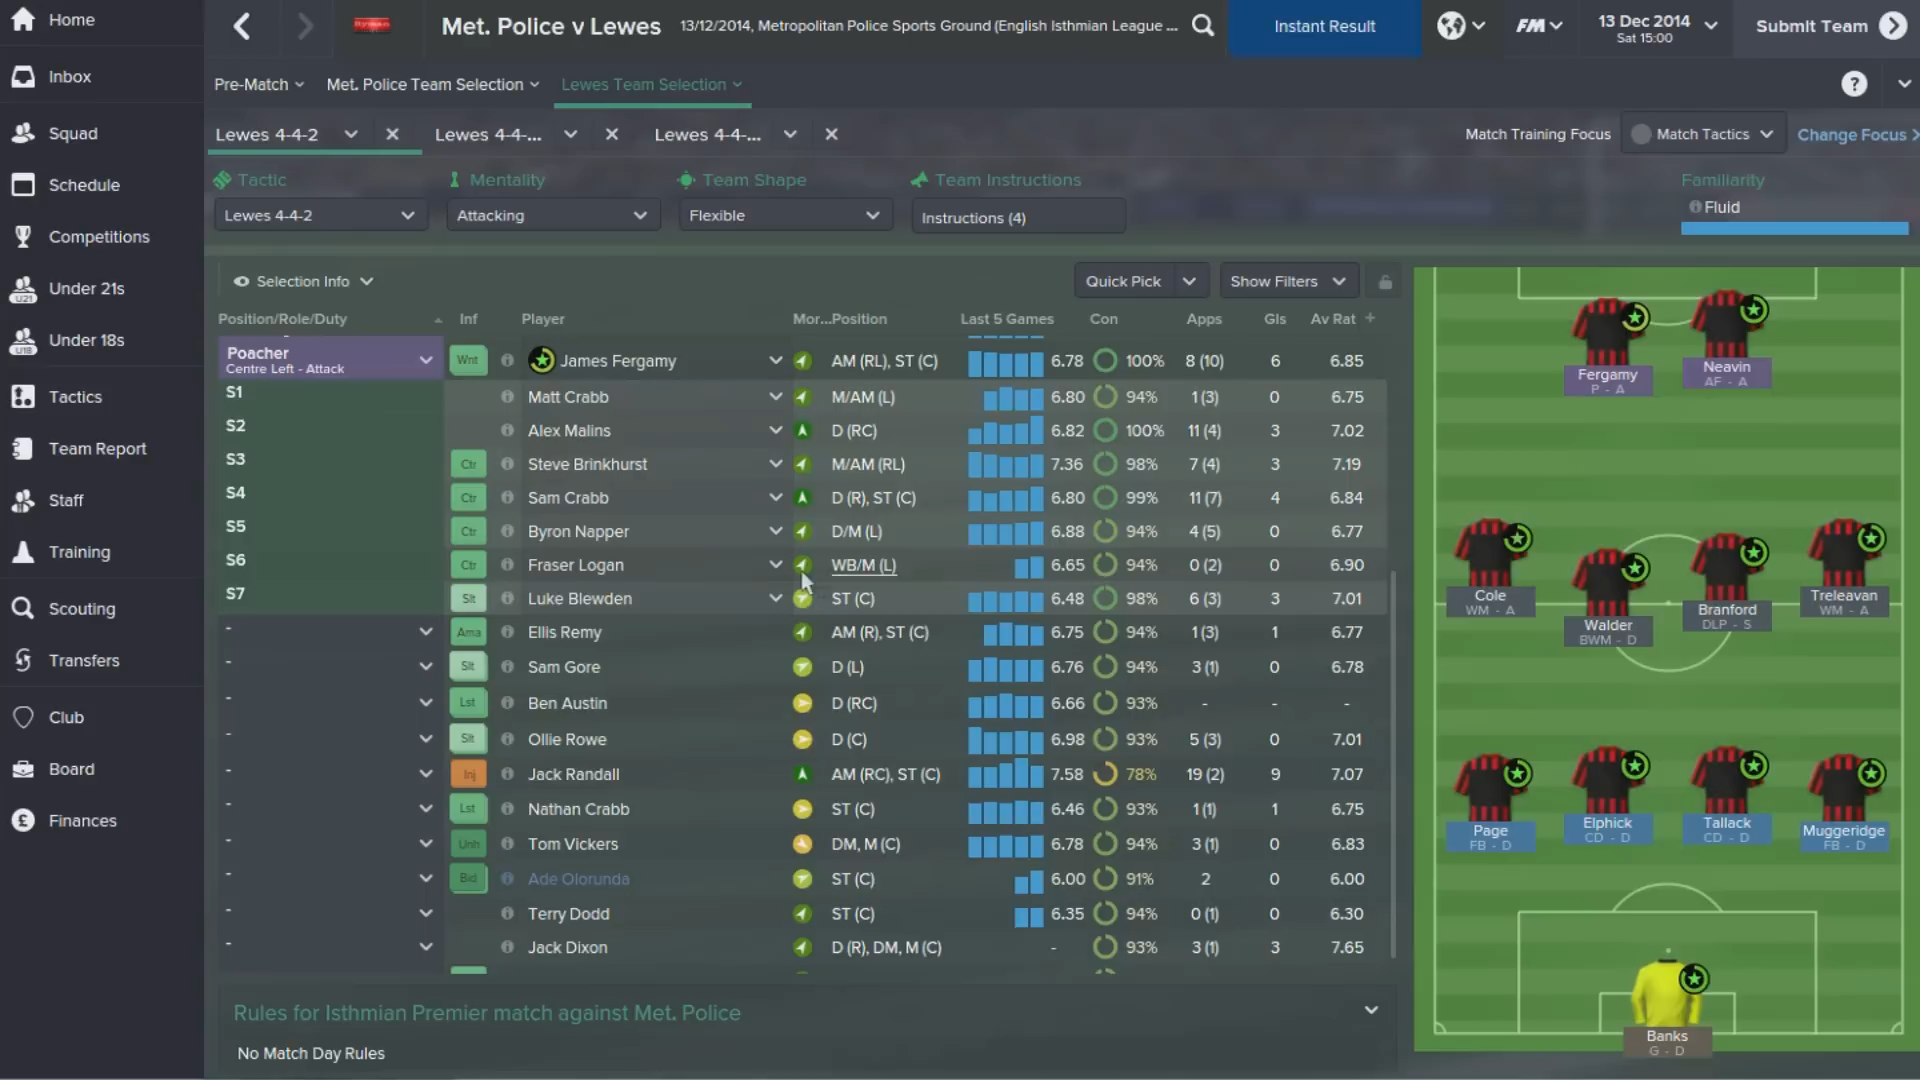 Home
Inbox
Squad
Schedule
Competitions
Under 21s
Under 18s
Tactics
Team Report
Staff
Training
Scouting
Transfers
Club
Board
Finances
Met. Police v Lewes
13/12/2014, Metropolitan Police Sports Ground (English Isthmian League ...
Instant Result
FM
13 Dec 2014
Sat 15:00
Submit Team
Pre-Match
Met. Police Team Selection
Lewes Team Selection
?
Lewes 4-4-2
Lewes 4-4-...
Lewes 4-4-...
Match Training Focus
Match Tactics
Change Focus >
Tactic
Mentality
Team Shape
Team Instructions
Familiarity
Lewes 4-4-2
Attacking
Flexible
Instructions (4)
Fluid
Selection Info
Quick Pick
Show Filters
Position/Role/Duty Inf Player Mor... Position Last 5 Games Con Apps Gls Av Rat +
Poacher
Centre Left - Attack
Wnt James Fergamy AM (RL), ST (C) 6.78 100% 8 (10) 6 6.85
S1 Matt Crabb M/AM (L) 6.80 94% 1 (3) 0 6.75
S2 Alex Malins D (RC) 6.82 100% 11 (4) 3 7.02
S3 Ctr Steve Brinkhurst M/AM (RL) 7.36 98% 7 (4) 3 7.19
S4 Ctr Sam Crabb D (R), ST (C) 6.80 99% 11 (7) 4 6.84
S5 Ctr Byron Napper D/M (L) 6.88 94% 4 (5) 0 6.77
S6 Ctr Fraser Logan WB/M (L) 6.65 94% 0 (2) 0 6.90
S7 Slt Luke Blewden ST (C) 6.48 98% 6 (3) 3 7.01
- Ama Ellis Remy AM (R), ST (C) 6.75 94% 1 (3) 1 6.77
- Slt Sam Gore D (L) 6.76 94% 3 (1) 0 6.78
- Lst Ben Austin D (RC) 6.66 93% - - -
- Slt Ollie Rowe D (C) 6.98 93% 5 (3) 0 7.01
- Inj Jack Randall AM (RC), ST (C) 7.58 78% 19 (2) 9 7.07
- Lst Nathan Crabb ST (C) 6.46 93% 1 (1) 1 6.75
- Unh Tom Vickers DM, M (C) 6.78 94% 3 (1) 0 6.83
- Bid Ade Olorunda ST (C) 6.00 91% 2 0 6.00
- Terry Dodd ST (C) 6.35 94% 0 (1) 0 6.30
- Jack Dixon D (R), DM, M (C) - 93% 3 (1) 3 7.65
Rules for Isthmian Premier match against Met. Police
No Match Day Rules
Fergamy
P - A
Neavin
AF - A
Cole
WM - A
Walder
BWM - D
Branford
DLP - S
Treleavan
WM - A
Page
FB - D
Elphick
CD - D
Tallack
CD - D
Muggeridge
FB - D
Banks
G - D